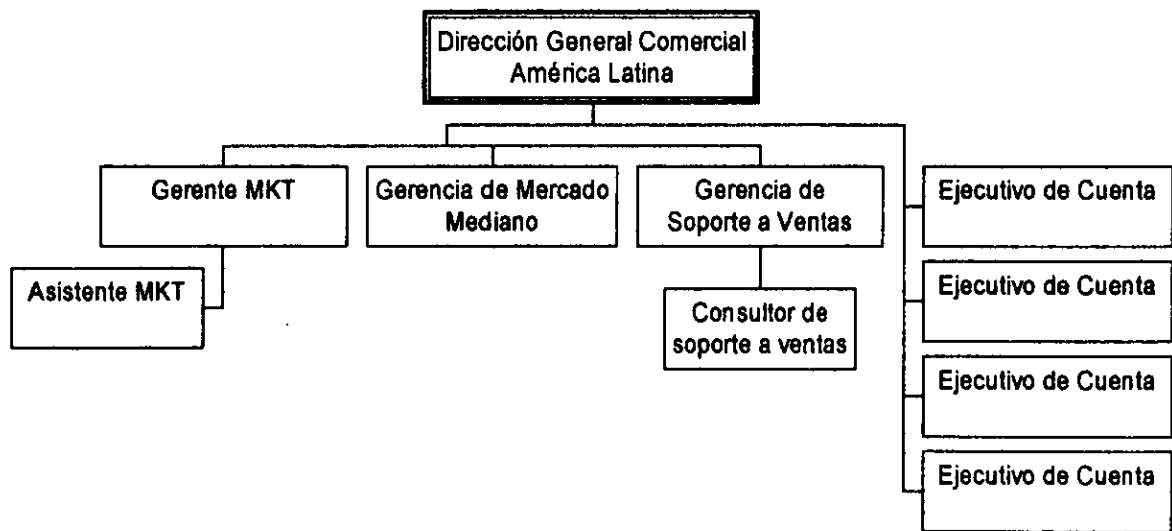 Dirección General Comercial
América Latina
Gerente MKT
Gerencia de Mercado
Mediano
Gerencia de
Soporte a Ventas
Ejecutivo de Cuenta
Asistente MKT
Consultor de
soporte a ventas
Ejecutivo de Cuenta
Ejecutivo de Cuenta
Ejecutivo de Cuenta